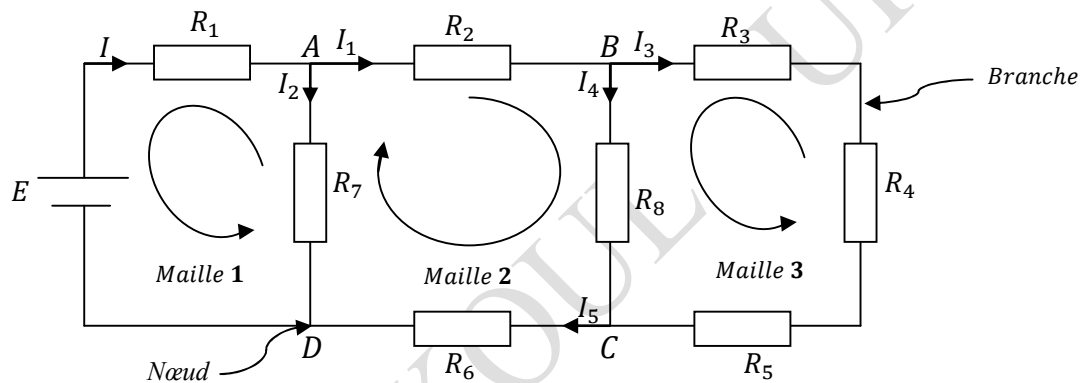 R₁ R₂ R₃
I A I₁ B I₃
I₂ I₄ Branche
E R₇ R₈ R₄
Maille 1 Maille 2 Maille 3
I₅
D C
Nœud R₆ R₅